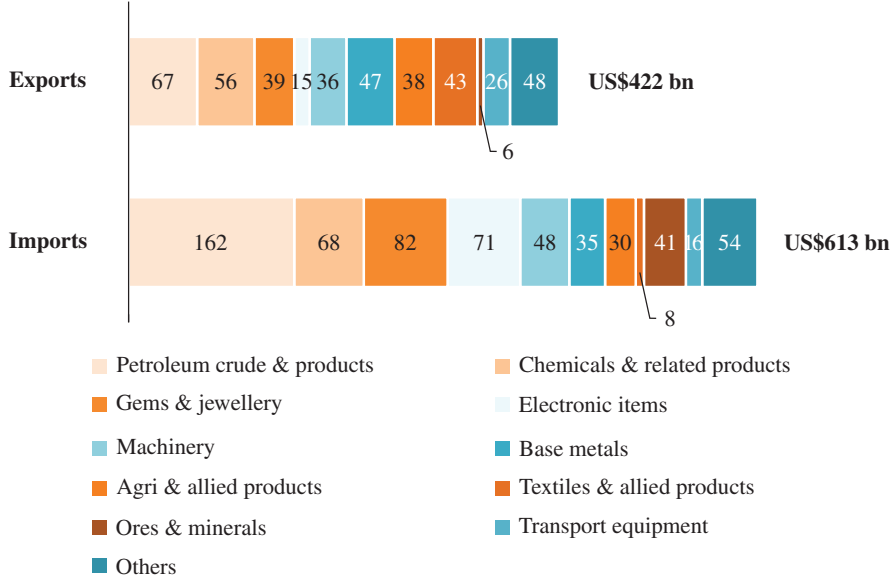 Exports 67 56 39 15 36 47 38 43 26 48 US$422 bn
6
Imports 162 68 82 71 48 35 30 41 16 54 US$613 bn
8
Petroleum crude & products Chemicals & related products
Gems & jewellery Electronic items
Machinery Base metals
Agri & allied products Textiles & allied products
Ores & minerals Transport equipment
Others